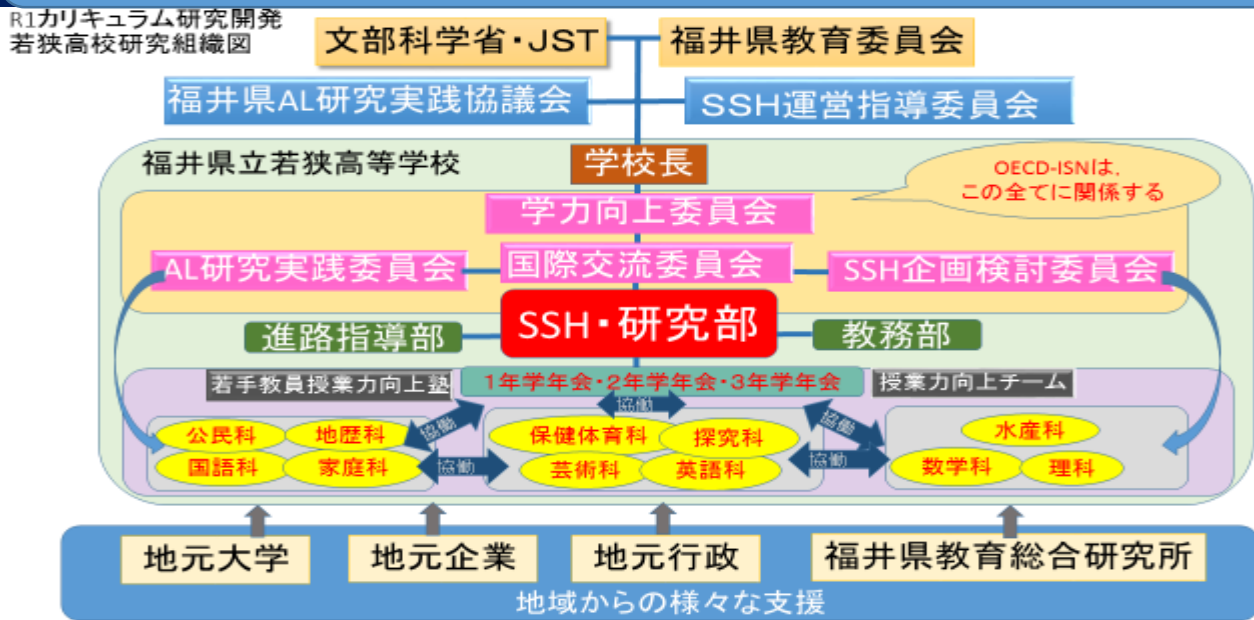 R1カリキュラム研究開発
若狭高校研究組織図
文部科学省・JST
福井県教育委員会
福井県AL研究実践協議会
SSH運営指導委員会
福井県立若狭高等学校
学校長
OECD-ISNは、
この全てに関係する
学力向上委員会
AL研究実践委員会
国際交流委員会
SSH企画検討委員会
SSH・研究部
進路指導部
教務部
若手教員授業力向上塾
1年学年会・2年学年会・3年学年会
授業力向上チーム
協働
協働
協働
公民科
地歴科
保健体育科
探究科
水産科
国語科
家庭科
協働
芸術科
英語科
協働
数学科
理科
地元大学
地元企業
地元行政
福井県教育総合研究所
地域からの様々な支援